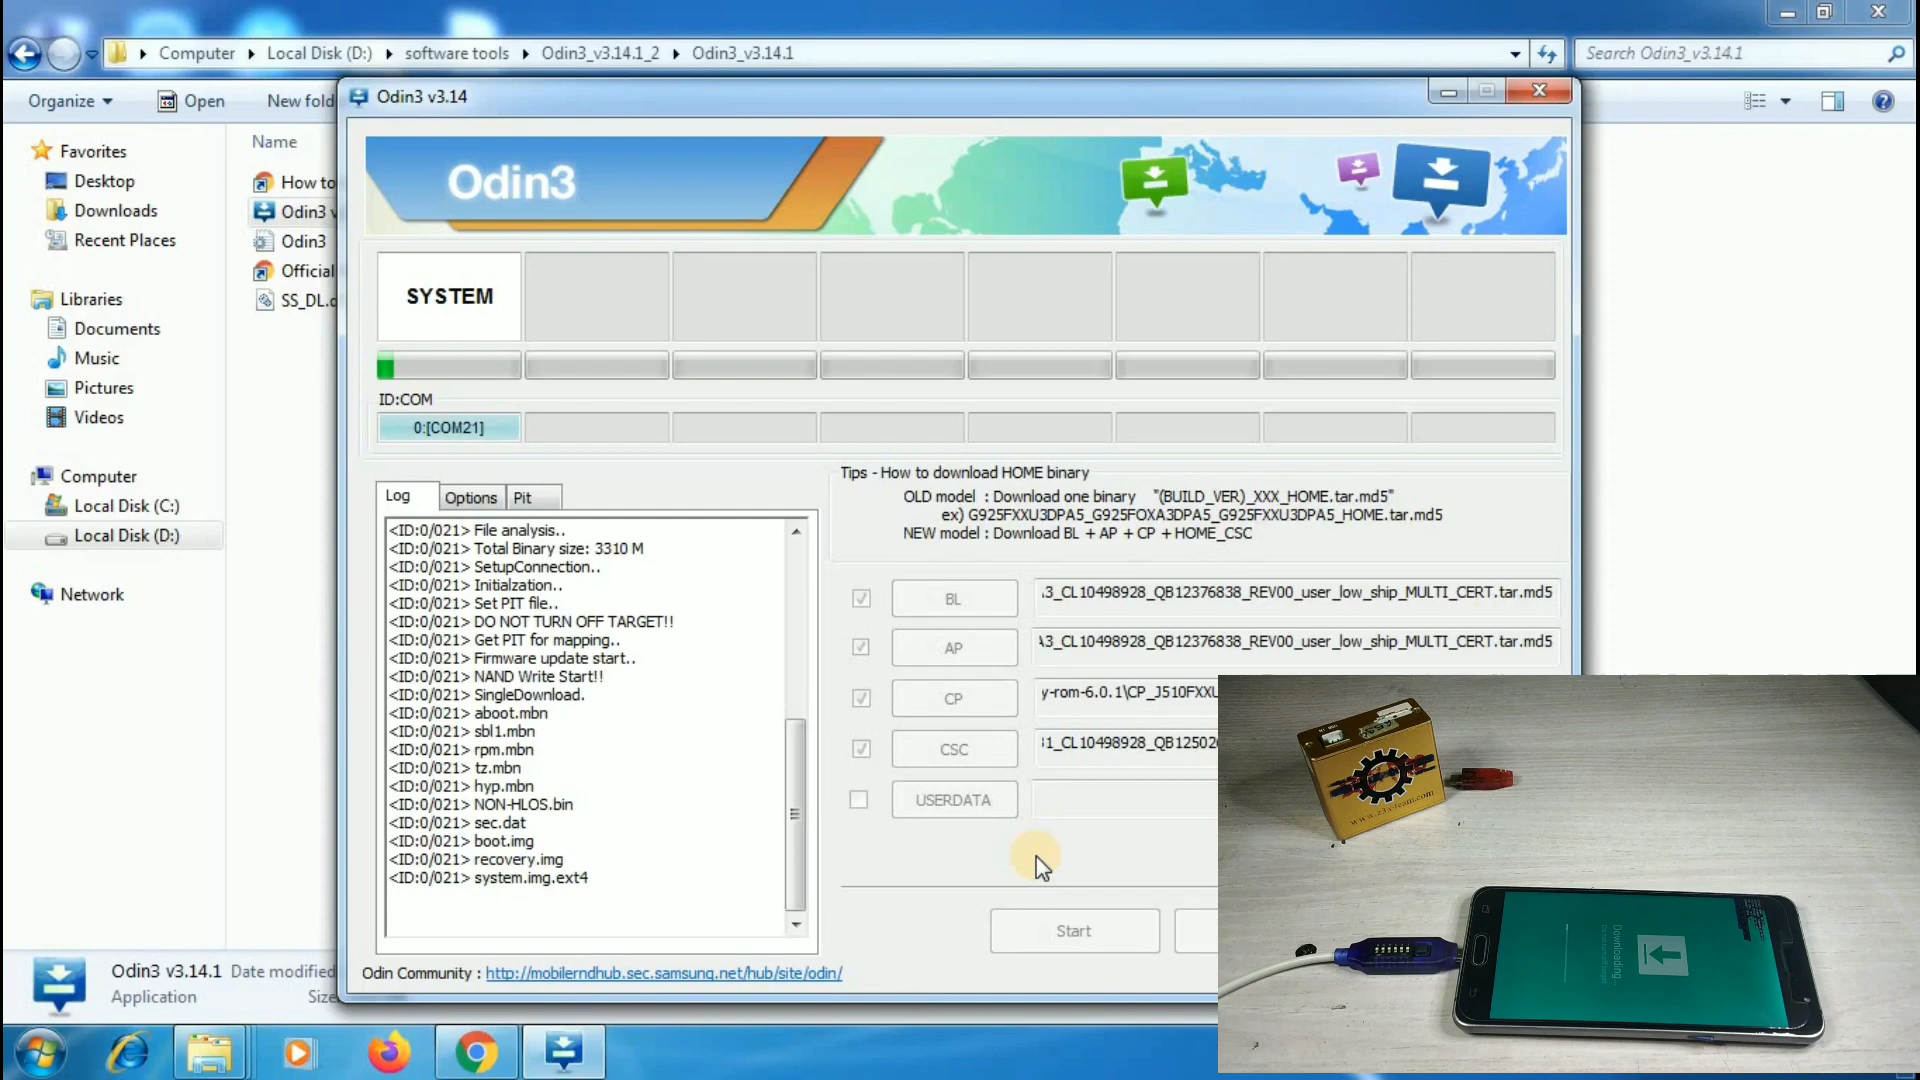 Computer
Local Disk (D:)
software tools
Odin3_v3.14.1_2
Odin3_v3.14.1
Search Odin3_v3.14.1
Organize
Open
New fold
Favorites
Desktop
Downloads
Recent Places
Libraries
Documents
Music
Pictures
Videos
Computer
Local Disk (C:)
Local Disk (D:)
Network
Name
How to
Odin3 v
Odin3
Official
SS_DL.d
Odin3 v3.14
Odin3
SYSTEM
ID:COM
0:[COM21]
Log
Options
Pit
<ID:0/021> File analysis..
<ID:0/021> Total Binary size: 3310 M
<ID:0/021> SetupConnection..
<ID:0/021> Initialzation..
<ID:0/021> Set PIT file..
<ID:0/021> DO NOT TURN OFF TARGET!!
<ID:0/021> Get PIT for mapping..
<ID:0/021> Firmware update start..
<ID:0/021> NAND Write Start!!
<ID:0/021> SingleDownload.
<ID:0/021> aboot.mbn
<ID:0/021> sbl1.mbn
<ID:0/021> rpm.mbn
<ID:0/021> tz.mbn
<ID:0/021> hyp.mbn
<ID:0/021> NON-HLOS.bin
<ID:0/021> sec.dat
<ID:0/021> boot.img
<ID:0/021> recovery.img
<ID:0/021> system.img.ext4
Tips - How to download HOME binary
OLD model : Download one binary "(BUILD_VER)_XXX_HOME.tar.md5"
ex) G925FXXU3DPA5_G925FOXA3DPA5_G925FXXU3DPA5_HOME.tar.md5
NEW model : Download BL + AP + CP + HOME_CSC
BL
3_CL10498928_QB12376838_REV00_user_low_ship_MULTI_CERT.tar.md5
AP
A3_CL10498928_QB12376838_REV00_user_low_ship_MULTI_CERT.tar.md5
CP
y-rom-6.0.1\CP_J510FXXU
CSC
1_CL10498928_QB12502
USERDATA
Start
Odin Community : http://mobilerndhub.sec.samsung.net/hub/site/odin/
Odin3 v3.14.1 Date modified
Application
Size
www.z3x-team.com
Downloading...